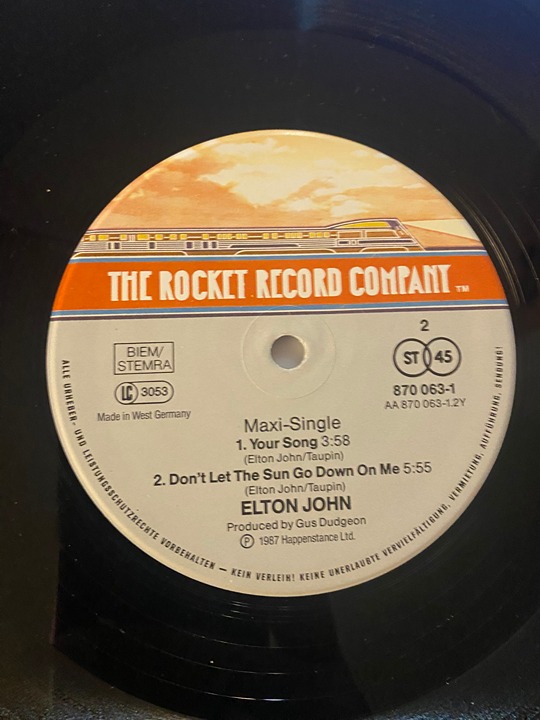 THE ROCKET RECORD COMPANY ™
BIEM/
STEMRA
LC 3053
Made in West Germany
2
ST 45
870 063-1
AA 870 063-1.2Y
Maxi-Single
1. Your Song 3:58
(Elton John/Taupin)
2. Don't Let The Sun Go Down On Me 5:55
(Elton John/Taupin)
ELTON JOHN
Produced by Gus Dudgeon
Ⓟ 1987 Happenstance Ltd.
ALLE URHEBER- UND LEISTUNGSSCHUTZRECHTE VORBEHALTEN — KEIN VERLEIH! KEINE UNERLAUBTE VERVIELFÄLTIGUNG, VERMIETUNG, AUFFÜHRUNG, SENDUNG!